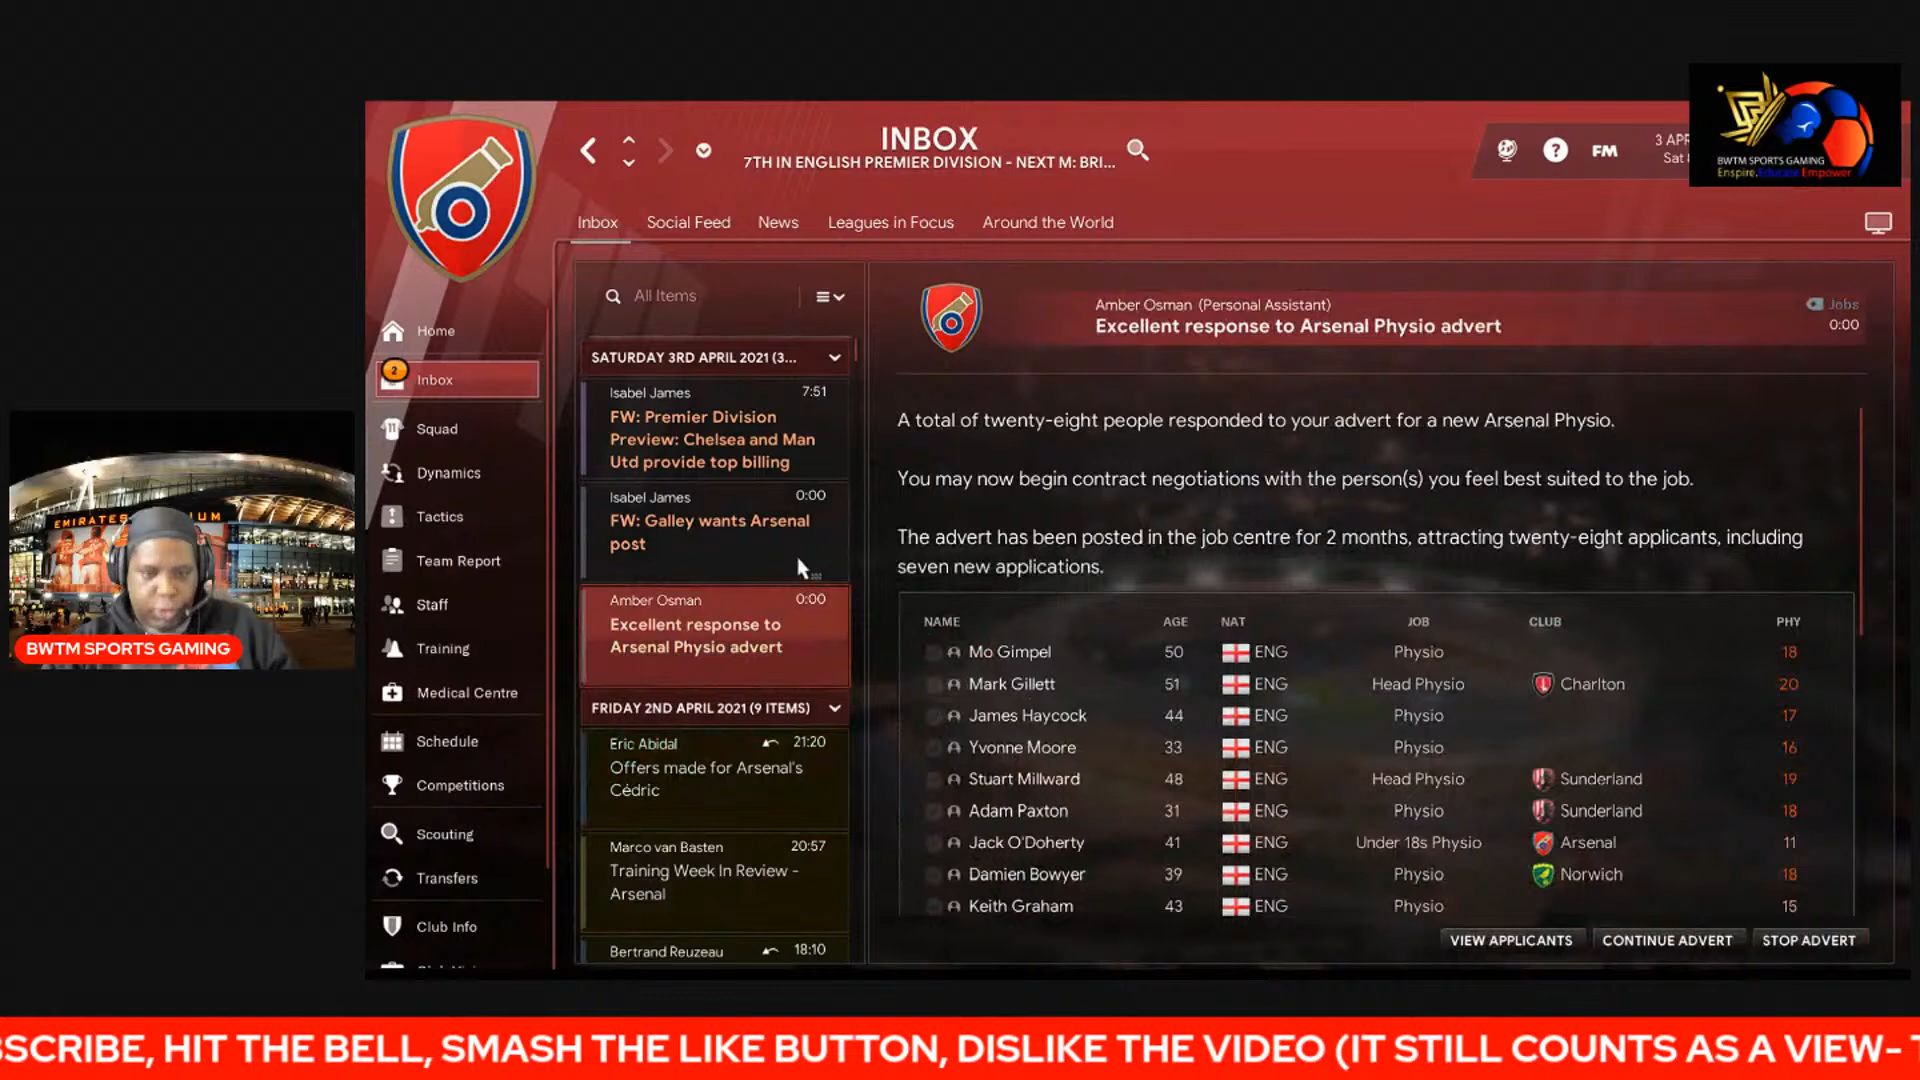 INBOX
7TH IN ENGLISH PREMIER DIVISION - NEXT M: BRI...
FM
3 APR
Sat
BWTM SPORTS GAMING
Enspire.Educate.Empower
Inbox
Social Feed
News
Leagues in Focus
Around the World
Home
2
Inbox
Squad
Dynamics
Tactics
Team Report
Staff
Training
Medical Centre
Schedule
Competitions
Scouting
Transfers
Club Info
All Items
SATURDAY 3RD APRIL 2021 (3...
Isabel James 7:51
FW: Premier Division
Preview: Chelsea and Man
Utd provide top billing
Isabel James 0:00
FW: Galley wants Arsenal
post
Amber Osman 0:00
Excellent response to
Arsenal Physio advert
FRIDAY 2ND APRIL 2021 (9 ITEMS)
Eric Abidal 21:20
Offers made for Arsenal's
Cédric
Marco van Basten 20:57
Training Week In Review -
Arsenal
Bertrand Reuzeau 18:10
Amber Osman (Personal Assistant)
Excellent response to Arsenal Physio advert
Jobs
0:00
A total of twenty-eight people responded to your advert for a new Arsenal Physio.
You may now begin contract negotiations with the person(s) you feel best suited to the job.
The advert has been posted in the job centre for 2 months, attracting twenty-eight applicants, including
seven new applications.
NAME AGE NAT JOB CLUB PHY
Mo Gimpel 50 ENG Physio 18
Mark Gillett 51 ENG Head Physio Charlton 20
James Haycock 44 ENG Physio 17
Yvonne Moore 33 ENG Physio 16
Stuart Millward 48 ENG Head Physio Sunderland 19
Adam Paxton 31 ENG Physio Sunderland 18
Jack O'Doherty 41 ENG Under 18s Physio Arsenal 11
Damien Bowyer 39 ENG Physio Norwich 18
Keith Graham 43 ENG Physio 15
VIEW APPLICANTS
CONTINUE ADVERT
STOP ADVERT
EMIRATES
BWTM SPORTS GAMING
BSCRIBE, HIT THE BELL, SMASH THE LIKE BUTTON, DISLIKE THE VIDEO (IT STILL COUNTS AS A VIEW- T